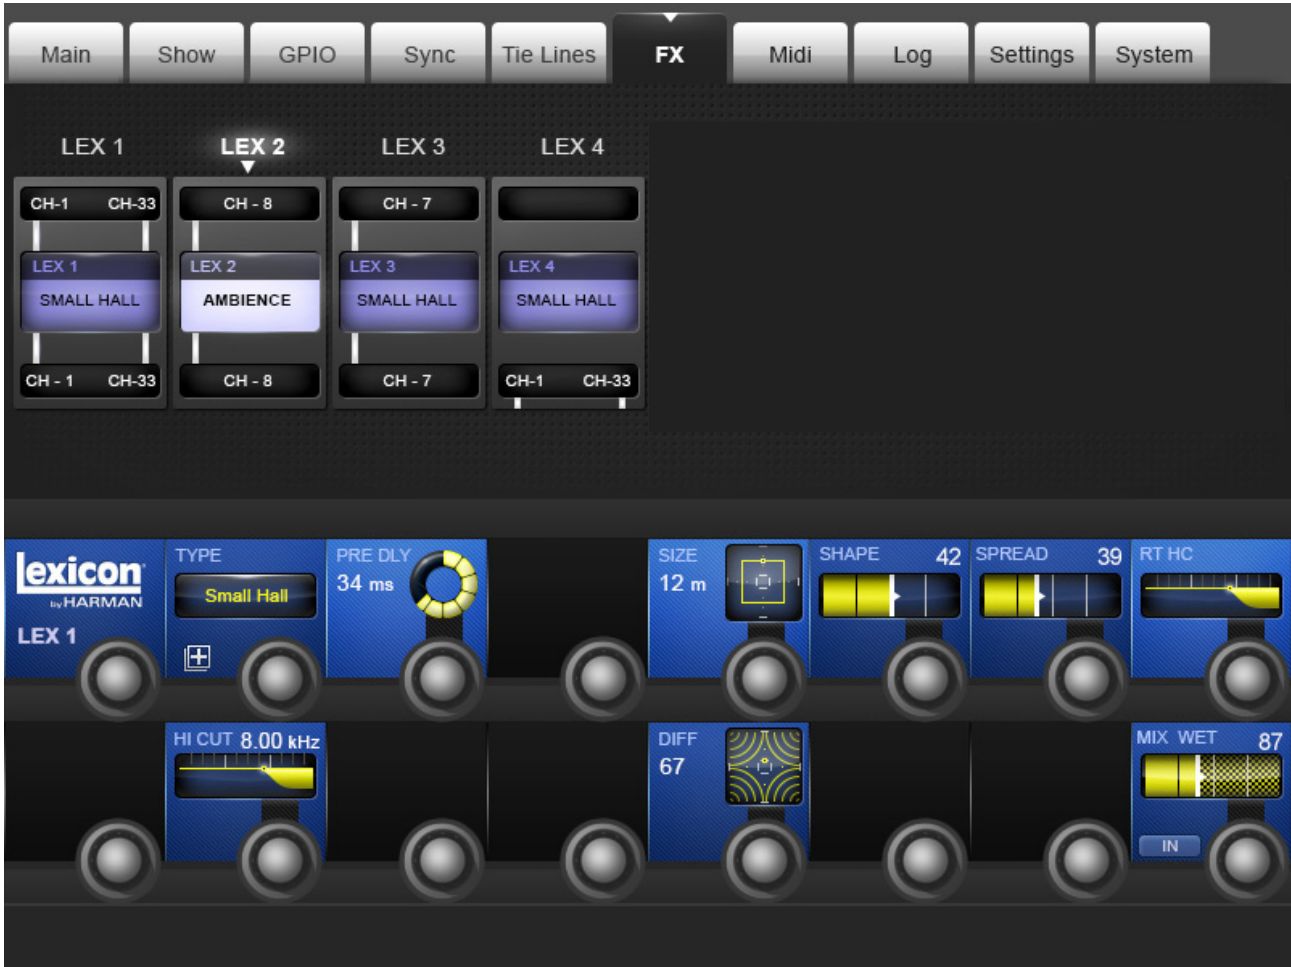 Main Show GPIO Sync Tie Lines FX Midi Log Settings System
LEX 1 LEX 2 LEX 3 LEX 4
CH-1 CH-33 CH - 8 CH - 7
LEX 1 LEX 2 LEX 3 LEX 4
SMALL HALL AMBIENCE SMALL HALL SMALL HALL
CH - 1 CH-33 CH - 8 CH - 7 CH-1 CH-33
lexicon
by HARMAN
LEX 1
TYPE
Small Hall
PRE DLY
34 ms
SIZE
12 m
SHAPE 42
SPREAD 39
RT HC
HI CUT 8.00 kHz
DIFF
67
MIX WET 87
IN